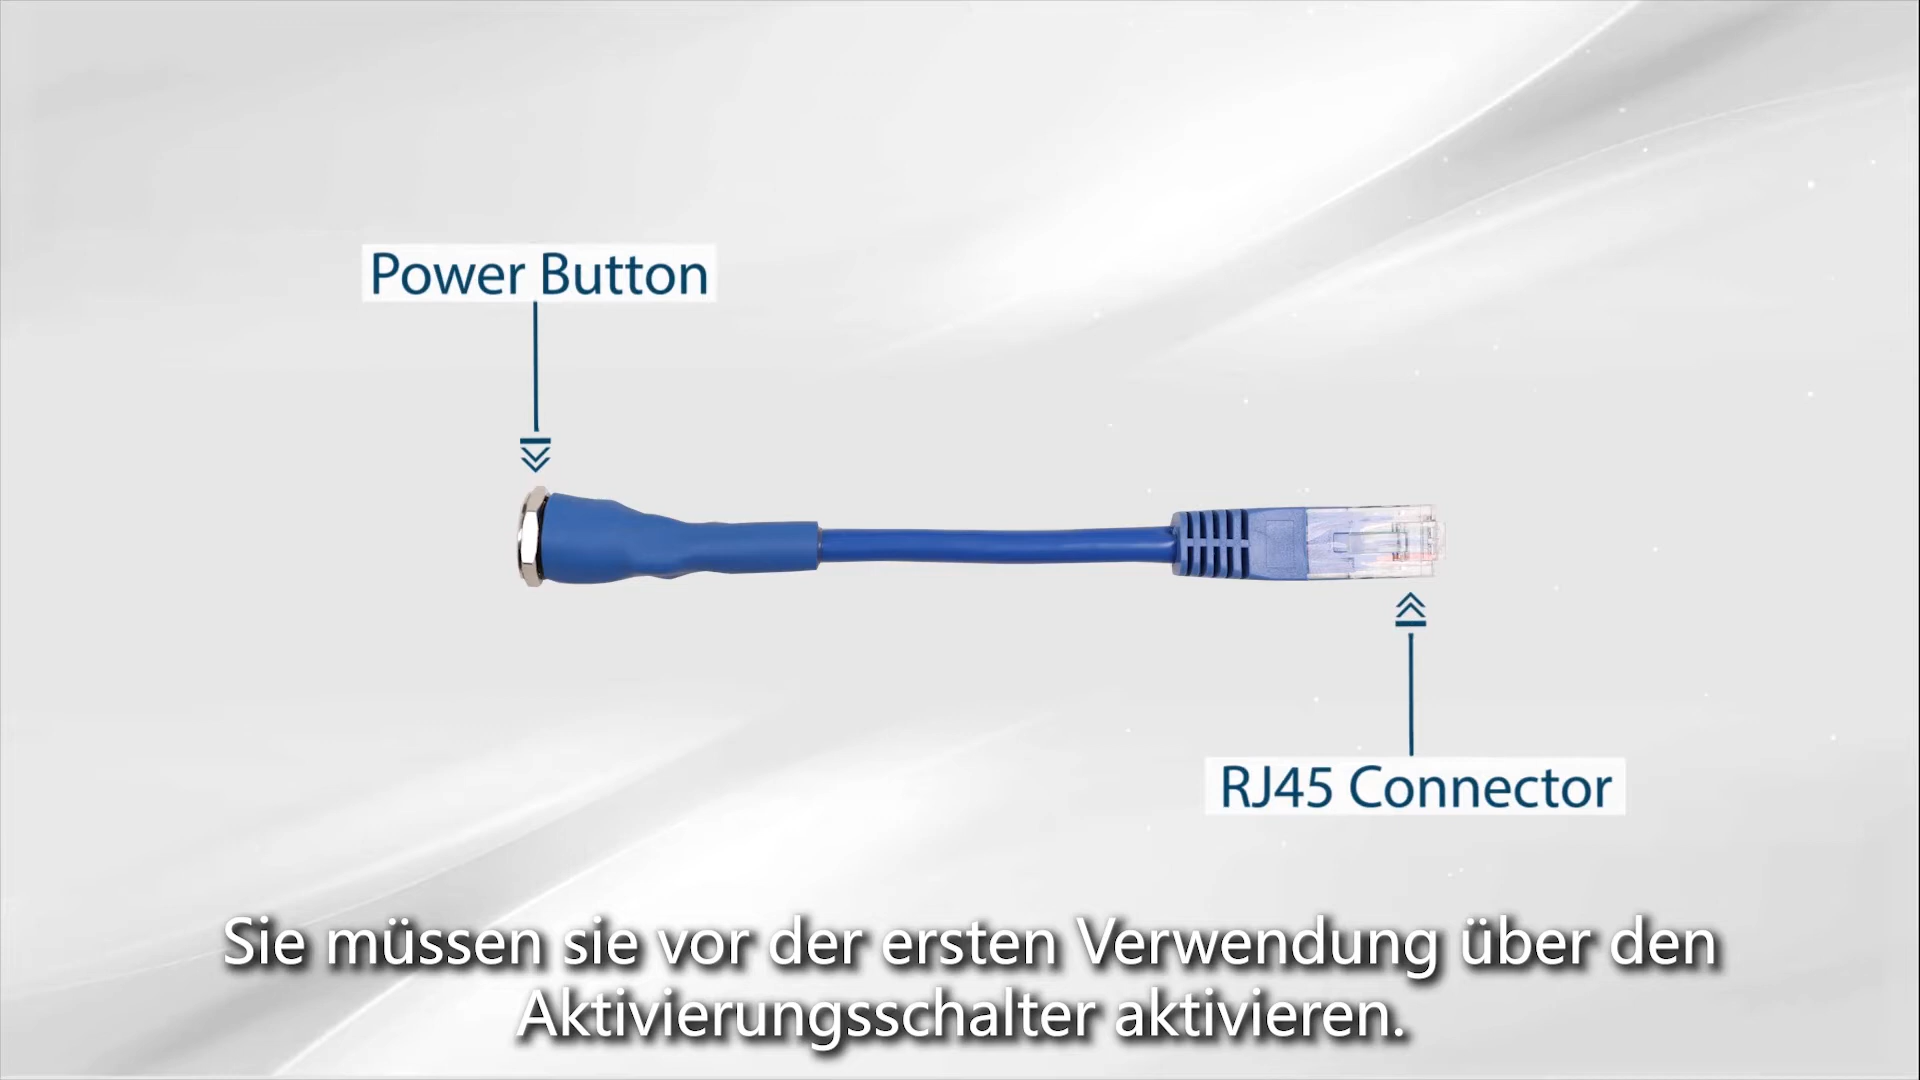 Power Button
RJ45 Connector
Sie müssen sie vor der ersten Verwendung über den
Aktivierungsschalter aktivieren.